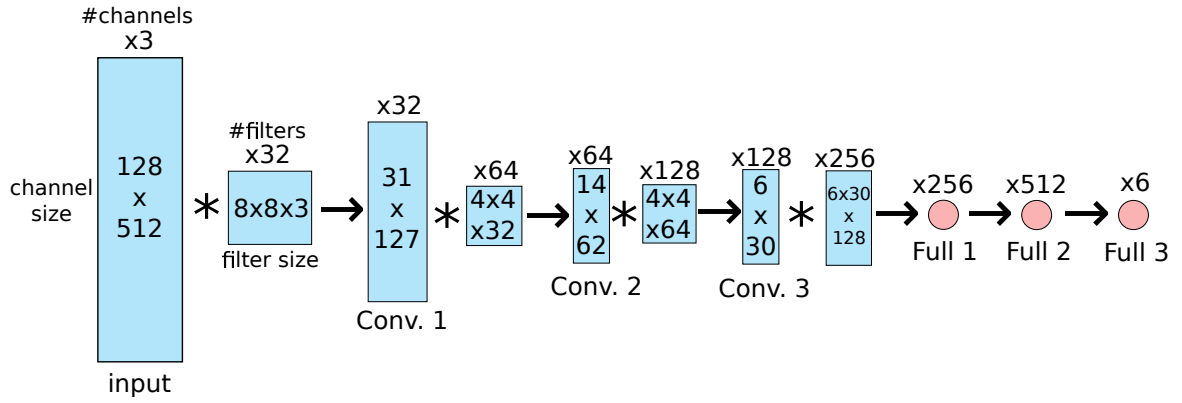 #channels
x3
channel
size
128
x
512
input
*
#filters
x32
8x8x3
filter size
x32
31
x
127
Conv. 1
*
x64
4x4
x32
x64
14
x
62
Conv. 2
*
x128
4x4
x64
x128
6
x
30
Conv. 3
*
x256
6x30
x
128
x256
Full 1
x512
Full 2
x6
Full 3